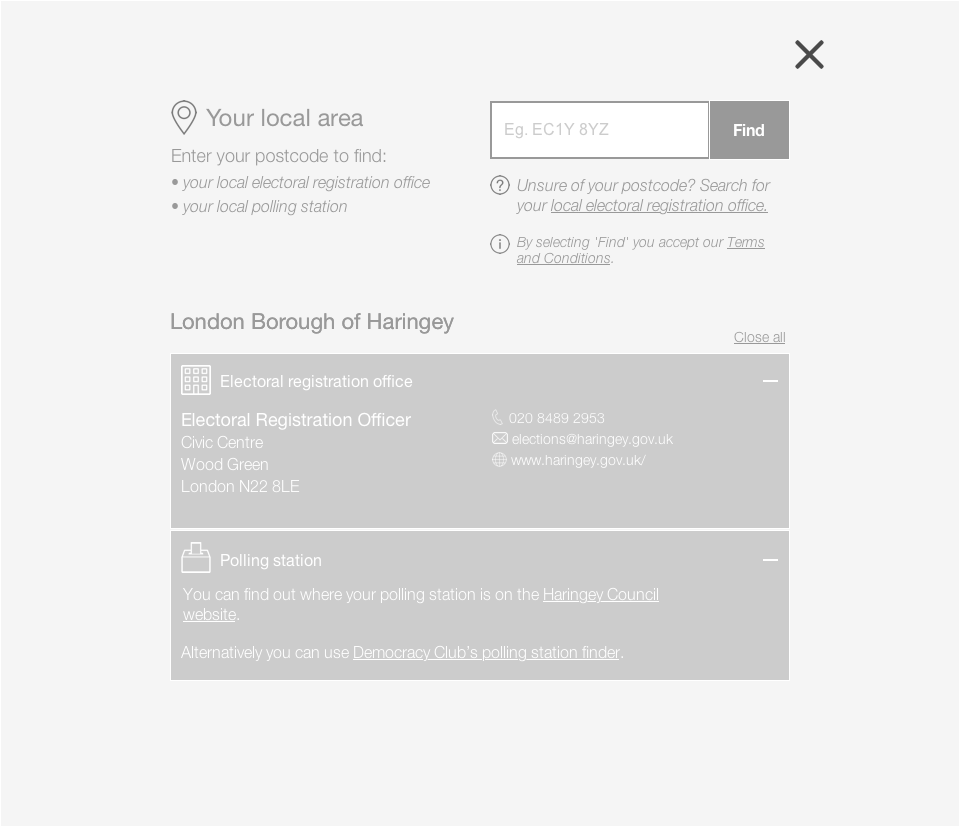 Your local area
Enter your postcode to find:
• your local electoral registration office
• your local polling station
Eg. EC1Y 8YZ
Find
Unsure of your postcode? Search for
your local electoral registration office.
By selecting 'Find' you accept our Terms
and Conditions.
London Borough of Haringey
Close all
Electoral registration office
Electoral Registration Officer
Civic Centre
Wood Green
London N22 8LE
020 8489 2953
elections@haringey.gov.uk
www.haringey.gov.uk/
Polling station
You can find out where your polling station is on the Haringey Council
website.
Alternatively you can use Democracy Club's polling station finder.